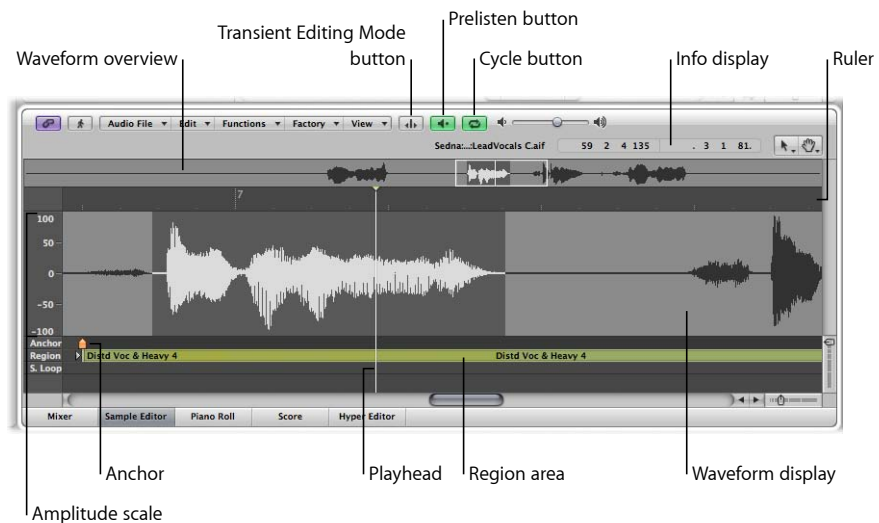 Prelisten button
Transient Editing Mode
button
Waveform overview
Cycle button
Info display
Ruler
Audio File Edit Functions Factory View
Sedna:...:LeadVocals C.aif 59 2 4 135 . 3 1 81.
7
100
50
0
-50
-100
Anchor
Region Distd Voc & Heavy 4 Distd Voc & Heavy 4
S. Loop
Mixer Sample Editor Piano Roll Score Hyper Editor
Anchor
Playhead
Region area
Waveform display
Amplitude scale